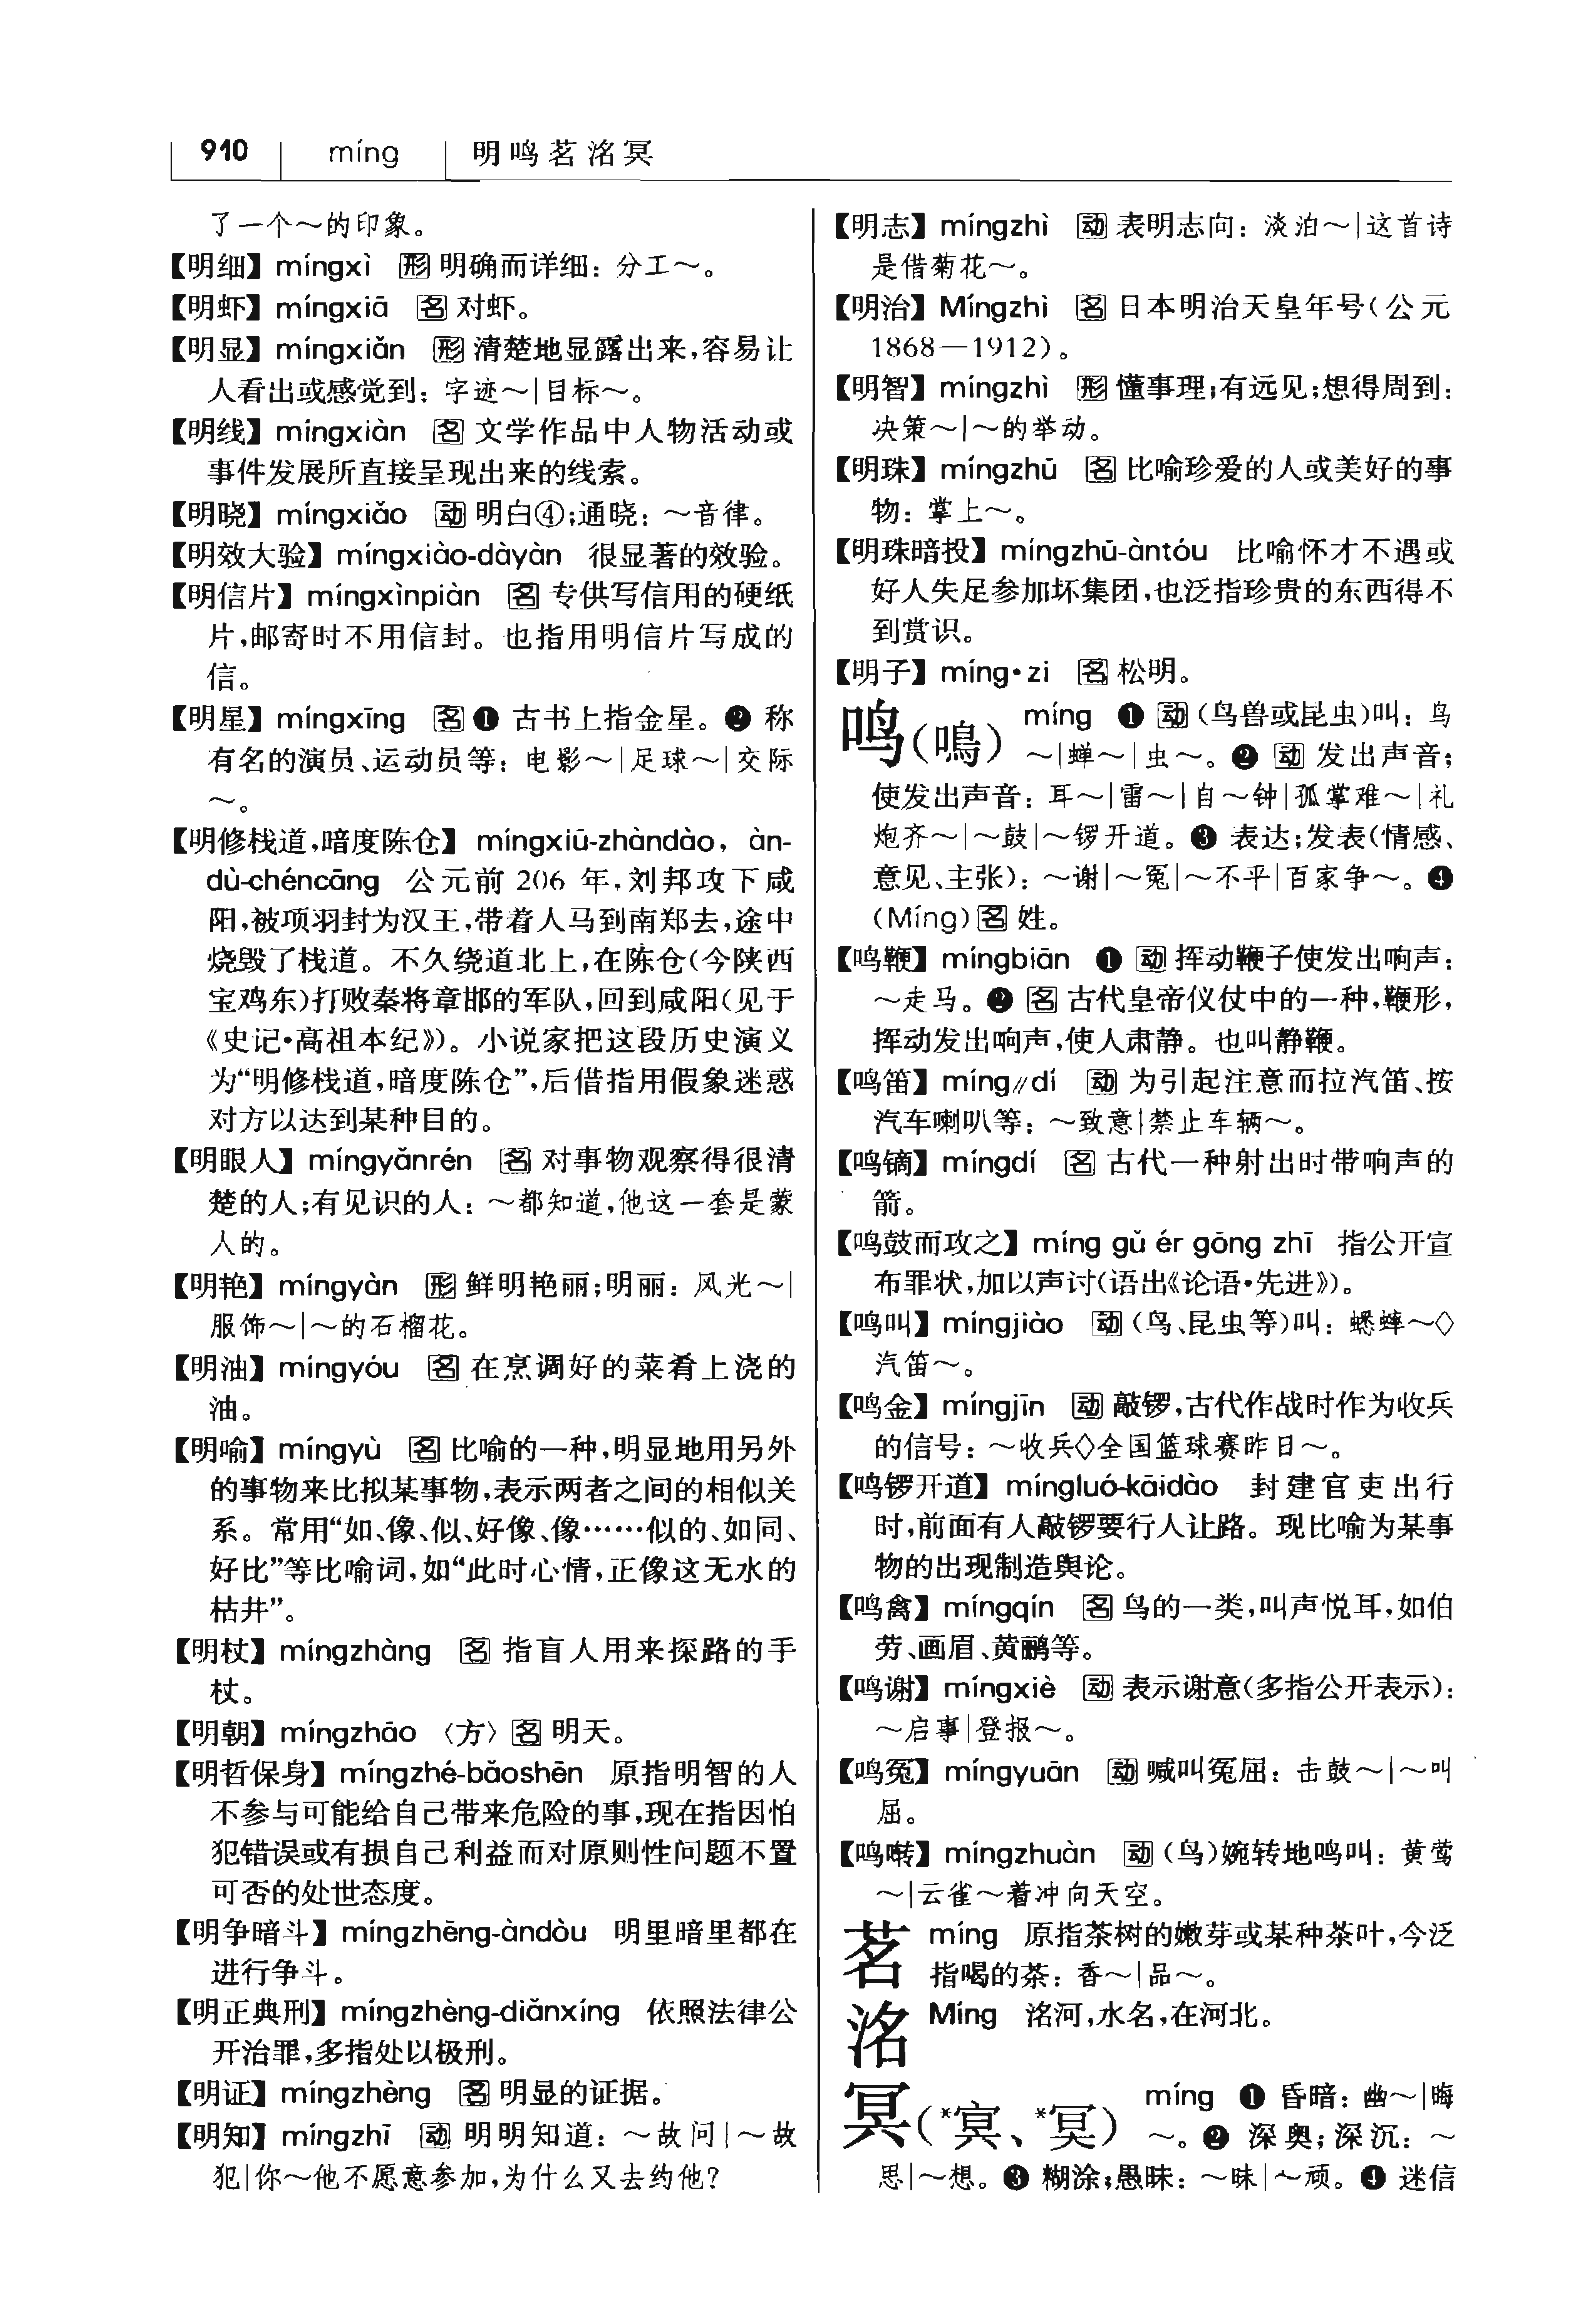 910 míng 明鸣茗洺冥
了一个～的印象。
【明细】míngxì 形 明确而详细：分工～。
【明虾】míngxiā 名 对虾。
【明显】míngxiǎn 形 清楚地显露出来,容易让
人看出或感觉到：字迹～|目标～。
【明线】míngxiàn 名 文学作品中人物活动或
事件发展所直接呈现出来的线索。
【明晓】míngxiǎo 动 明白④;通晓：～音律。
【明效大验】míngxiào-dàyàn 很显著的效验。
【明信片】míngxìnpiàn 名 专供写信用的硬纸
片,邮寄时不用信封。也指用明信片写成的
信。
【明星】míngxīng 名❶ 古书上指金星。❷ 称
有名的演员、运动员等：电影～|足球～|交际
～。
【明修栈道,暗度陈仓】míngxiū-zhàndào, àn-
dù-chéncāng 公元前 206 年,刘邦攻下咸
阳,被项羽封为汉王,带着人马到南郑去,途中
烧毁了栈道。不久绕道北上,在陈仓(今陕西
宝鸡东)打败秦将章邯的军队,回到咸阳(见于
《史记·高祖本纪》)。小说家把这段历史演义
为“明修栈道,暗度陈仓”,后借指用假象迷惑
对方以达到某种目的。
【明眼人】míngyǎnrén 名 对事物观察得很清
楚的人;有见识的人：～都知道,他这一套是蒙
人的。
【明艳】míngyàn 形 鲜明艳丽;明丽：风光～|
服饰～|～的石榴花。
【明油】míngyóu 名 在烹调好的菜肴上浇的
油。
【明喻】míngyù 名 比喻的一种,明显地用另外
的事物来比拟某事物,表示两者之间的相似关
系。常用“如、像、似、好像、像……似的、如同、
好比”等比喻词,如“此时心情,正像这无水的
枯井”。
【明杖】míngzhàng 名 指盲人用来探路的手
杖。
【明朝】míngzhāo 〈方〉名 明天。
【明哲保身】míngzhé-bǎoshēn 原指明智的人
不参与可能给自己带来危险的事,现在指因怕
犯错误或有损自己利益而对原则性问题不置
可否的处世态度。
【明争暗斗】míngzhēng-àndòu 明里暗里都在
进行争斗。
【明正典刑】míngzhèng-diǎnxíng 依照法律公
开治罪,多指处以极刑。
【明证】míngzhèng 名 明显的证据。
【明知】míngzhī 动 明明知道：～故问|～故
犯|你～他不愿意参加,为什么又去约他?
【明志】míngzhì 动 表明志向：淡泊～|这首诗
是借菊花～。
【明治】Míngzhì 名 日本明治天皇年号(公元
1868—1912)。
【明智】míngzhì 形 懂事理;有远见;想得周到：
决策～|～的举动。
【明珠】míngzhū 名 比喻珍爱的人或美好的事
物：掌上～。
【明珠暗投】míngzhū-àntóu 比喻怀才不遇或
好人失足参加坏集团,也泛指珍贵的东西得不
到赏识。
【明子】míng·zi 名 松明。
鸣(鳴) míng ❶ 动 (鸟兽或昆虫)叫：鸟
～|蝉～|虫～。❷ 动 发出声音;
使发出声音：耳～|雷～|自～钟|孤掌难～|礼
炮齐～|～鼓|～锣开道。❸ 表达;发表(情感、
意见、主张)：～谢|～冤|～不平|百家争～。❹
(Míng)名 姓。
【鸣鞭】míngbiān ❶ 动 挥动鞭子使发出响声：
～走马。❷ 名 古代皇帝仪仗中的一种,鞭形,
挥动发出响声,使人肃静。也叫静鞭。
【鸣笛】míng∥dí 动 为引起注意而拉汽笛、按
汽车喇叭等：～致意|禁止车辆～。
【鸣镝】míngdí 名 古代一种射出时带响声的
箭。
【鸣鼓而攻之】míng gǔ ér gōng zhī 指公开宣
布罪状,加以声讨(语出《论语·先进》)。
【鸣叫】míngjiào 动 (鸟、昆虫等)叫：蟋蟀～◇
汽笛～。
【鸣金】míngjīn 动 敲锣,古代作战时作为收兵
的信号：～收兵◇全国篮球赛昨日～。
【鸣锣开道】míngluó-kāidào 封建官吏出行
时,前面有人敲锣要行人让路。现比喻为某事
物的出现制造舆论。
【鸣禽】míngqín 名 鸟的一类,叫声悦耳,如伯
劳、画眉、黄鹂等。
【鸣谢】míngxiè 动 表示谢意(多指公开表示)：
～启事|登报～。
【鸣冤】míngyuān 动 喊叫冤屈：击鼓～|～叫
屈。
【鸣啭】míngzhuàn 动 (鸟)婉转地鸣叫：黄莺
～|云雀～着冲向天空。
茗 míng 原指茶树的嫩芽或某种茶叶,今泛
指喝的茶：香～|品～。
洺 Míng 洺河,水名,在河北。
冥(*㝠、*冥) míng ❶ 昏暗：幽～|晦
～。❷ 深奥;深沉：～
思|～想。❸ 糊涂;愚昧：～昧|～顽。❹ 迷信